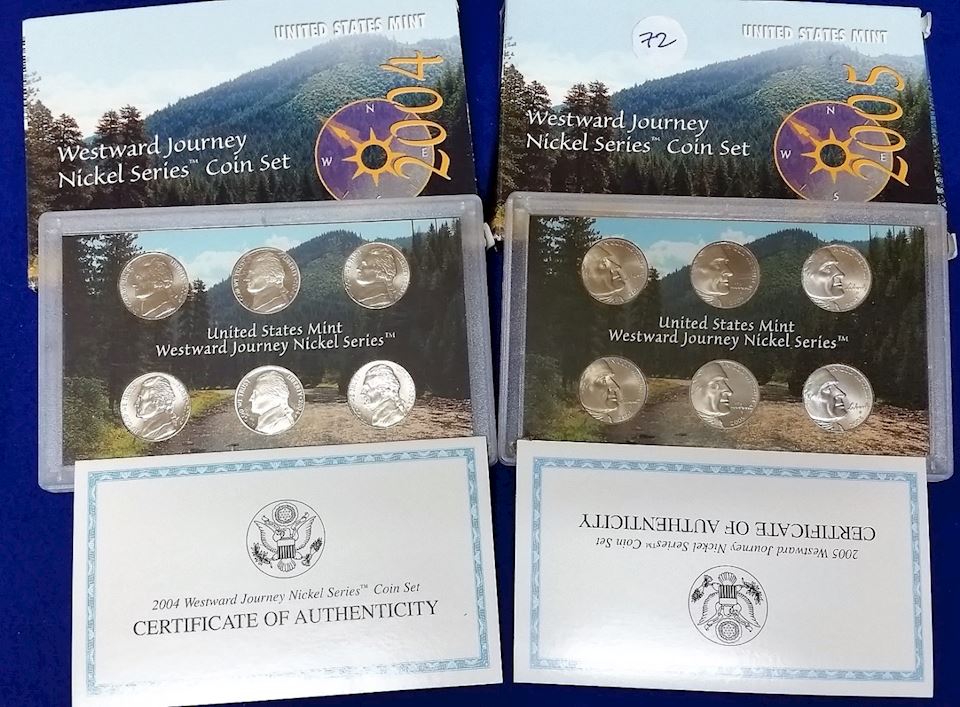 UNITED STATES MINT
2004
Westward Journey
Nickel Series™ Coin Set
N
W
E
S
UNITED STATES MINT
72
2005
Westward Journey
Nickel Series™ Coin Set
N
W
E
S
United States Mint
Westward Journey Nickel Series™
United States Mint
Westward Journey Nickel Series™
2004 Westward Journey Nickel Series™ Coin Set
CERTIFICATE OF AUTHENTICITY
2005 Westward Journey Nickel Series™ Coin Set
CERTIFICATE OF AUTHENTICITY